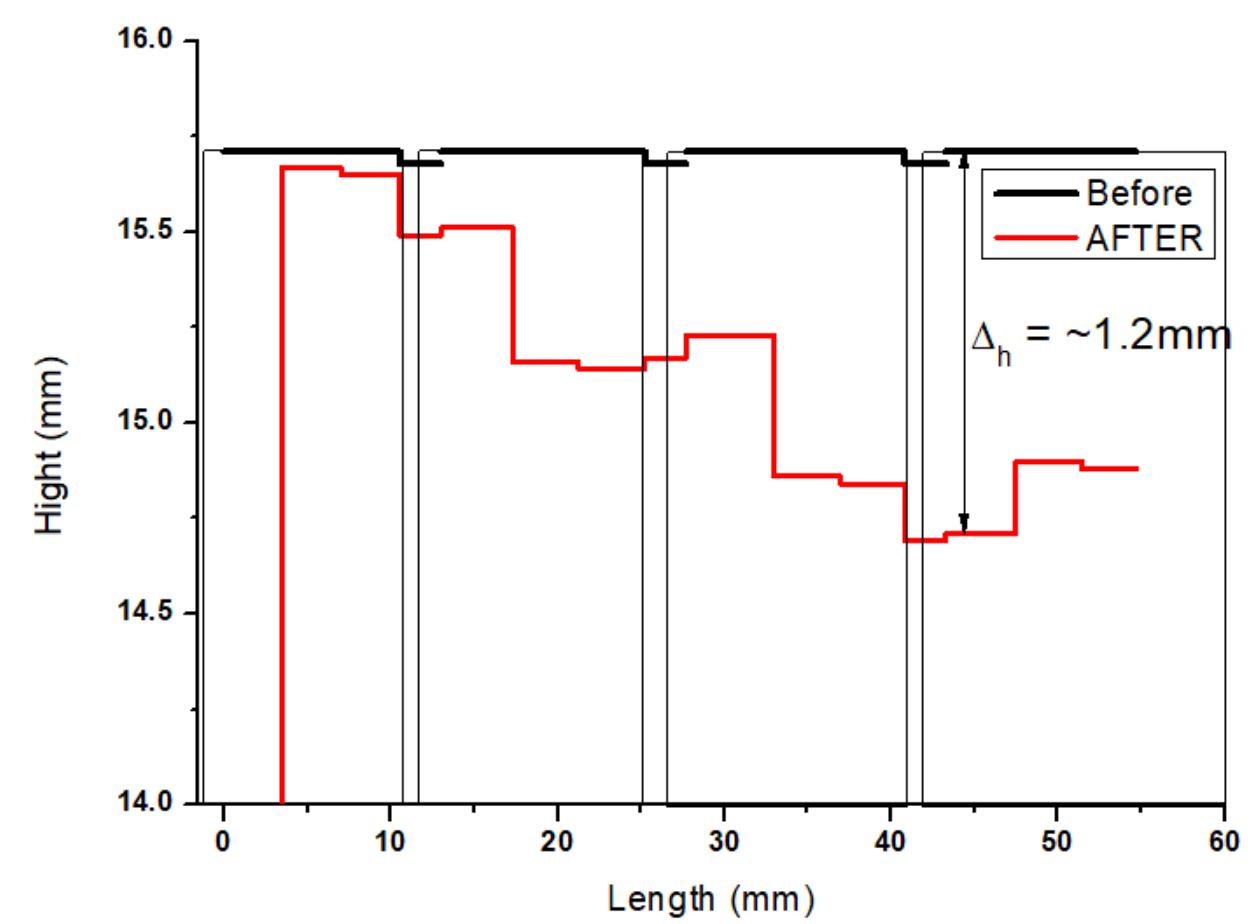 16.0
15.5
15.0
14.5
14.0
Hight (mm)
Before
AFTER
Δh = ~1.2mm
0 10 20 30 40 50 60
Length (mm)